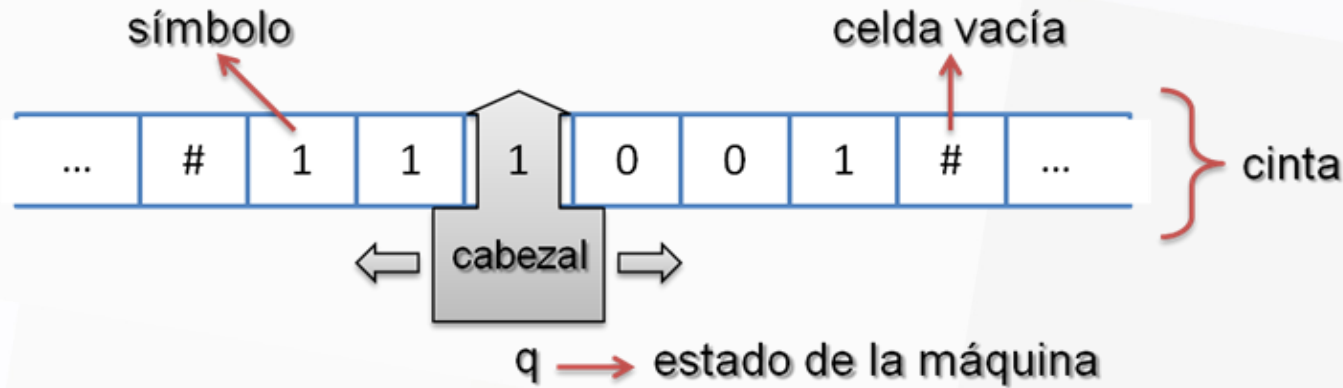 símbolo celda vacía
... # 1 1 1 0 0 1 # ... cinta
cabezal
q estado de la máquina